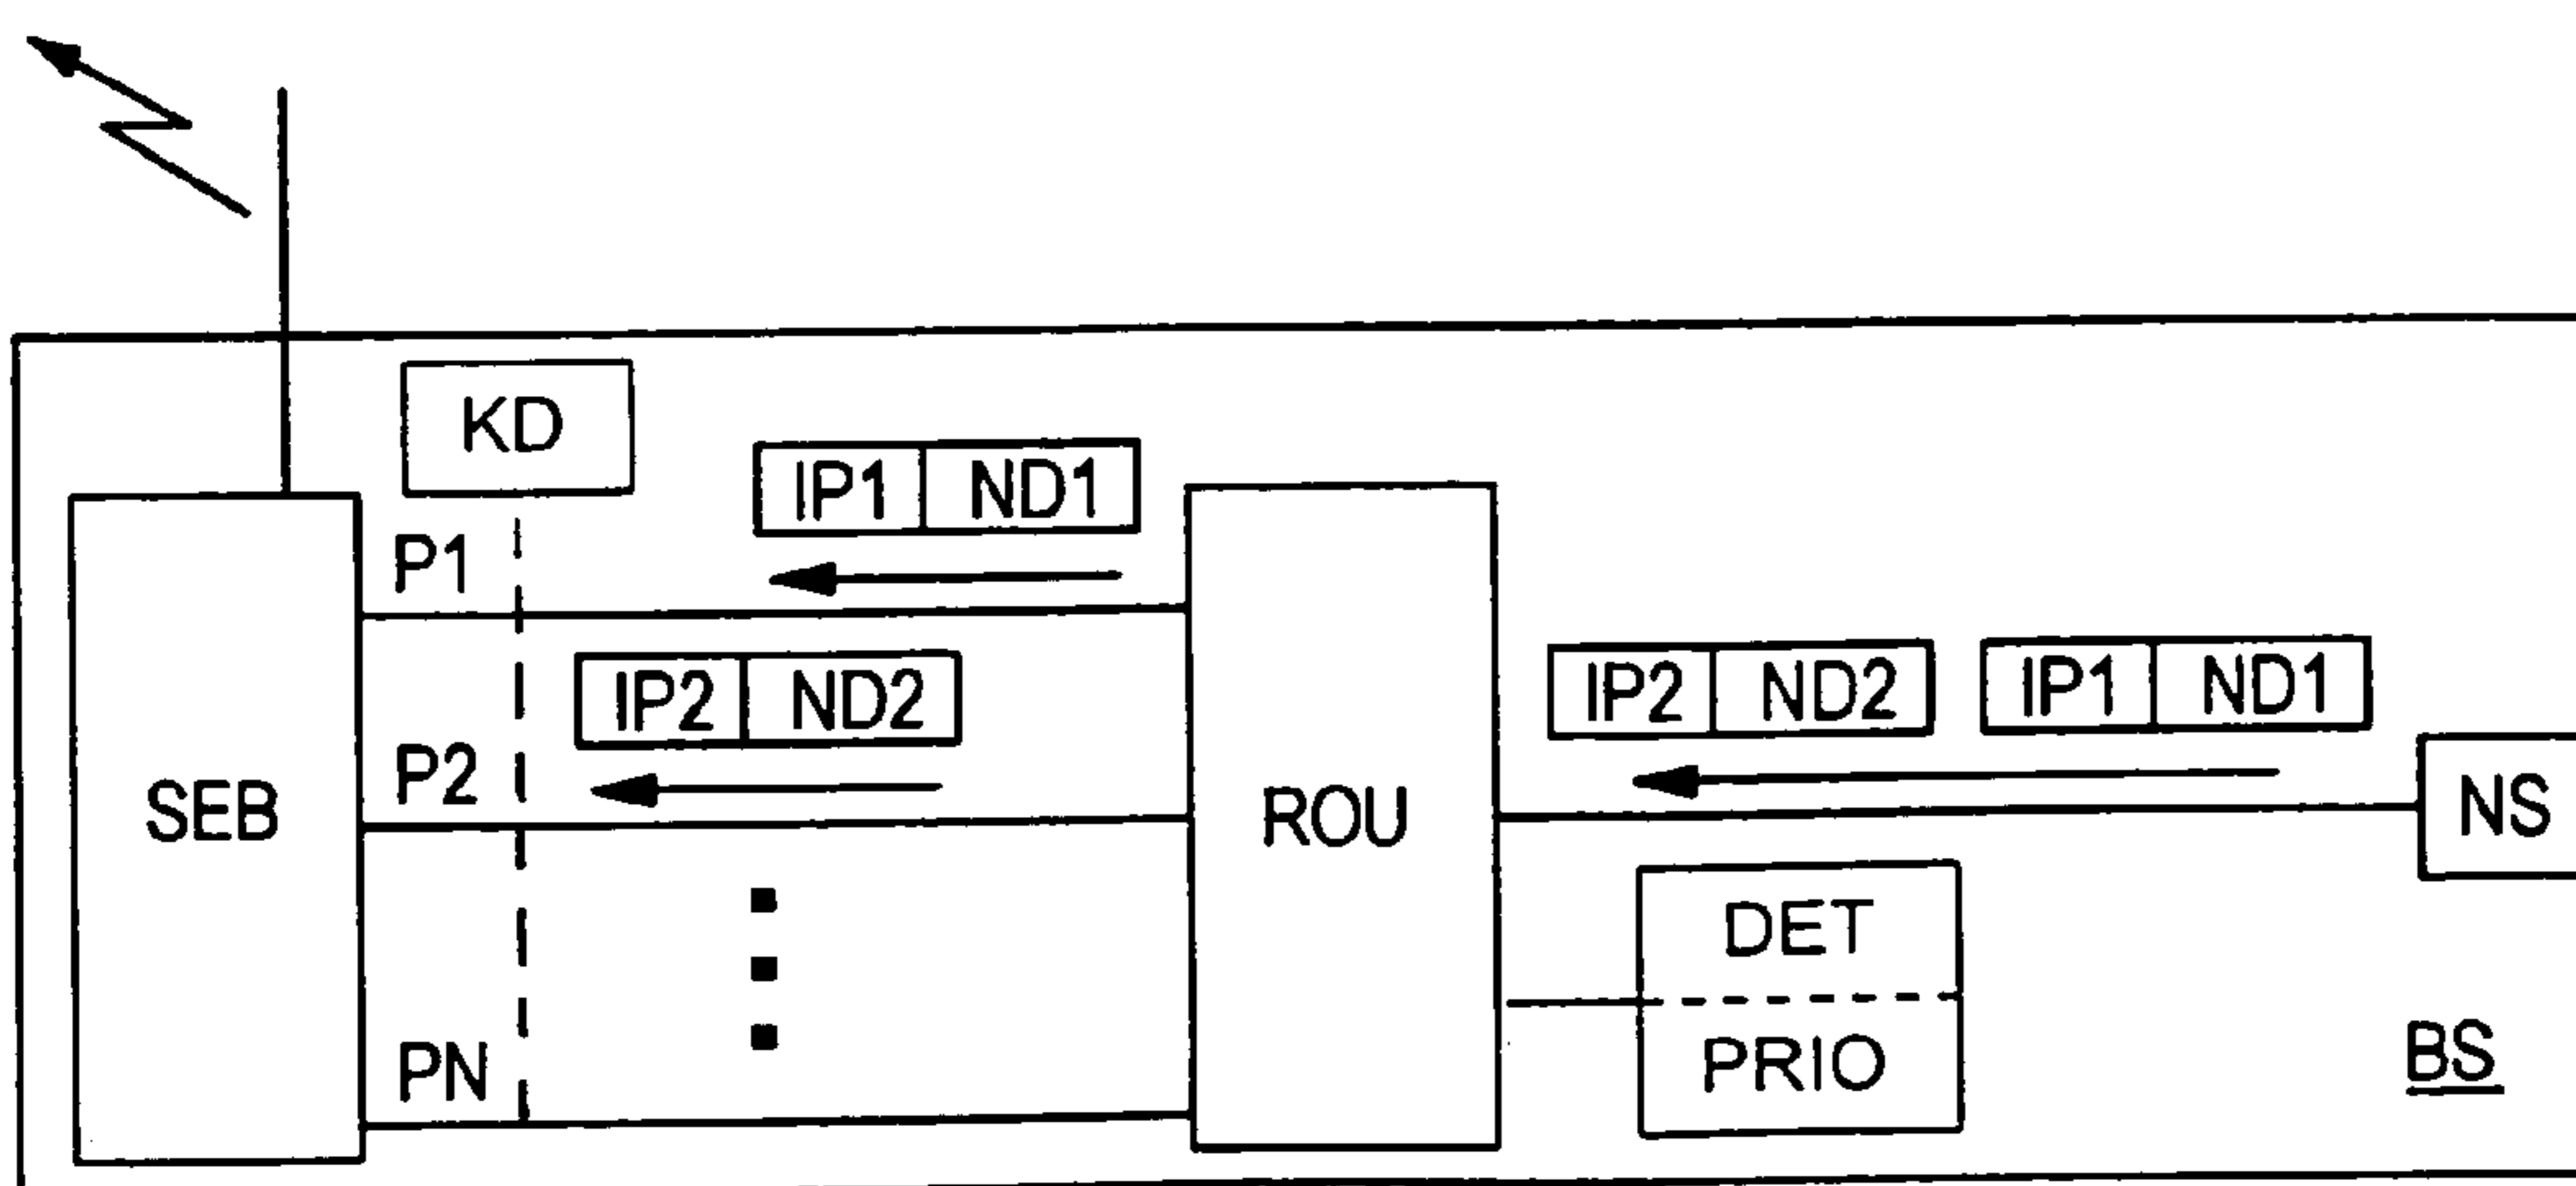 KD
IP1 ND1
P1
IP2 ND2
IP2 ND2 IP1 ND1
P2
SEB
ROU
NS
DET
PRIO
PN
BS